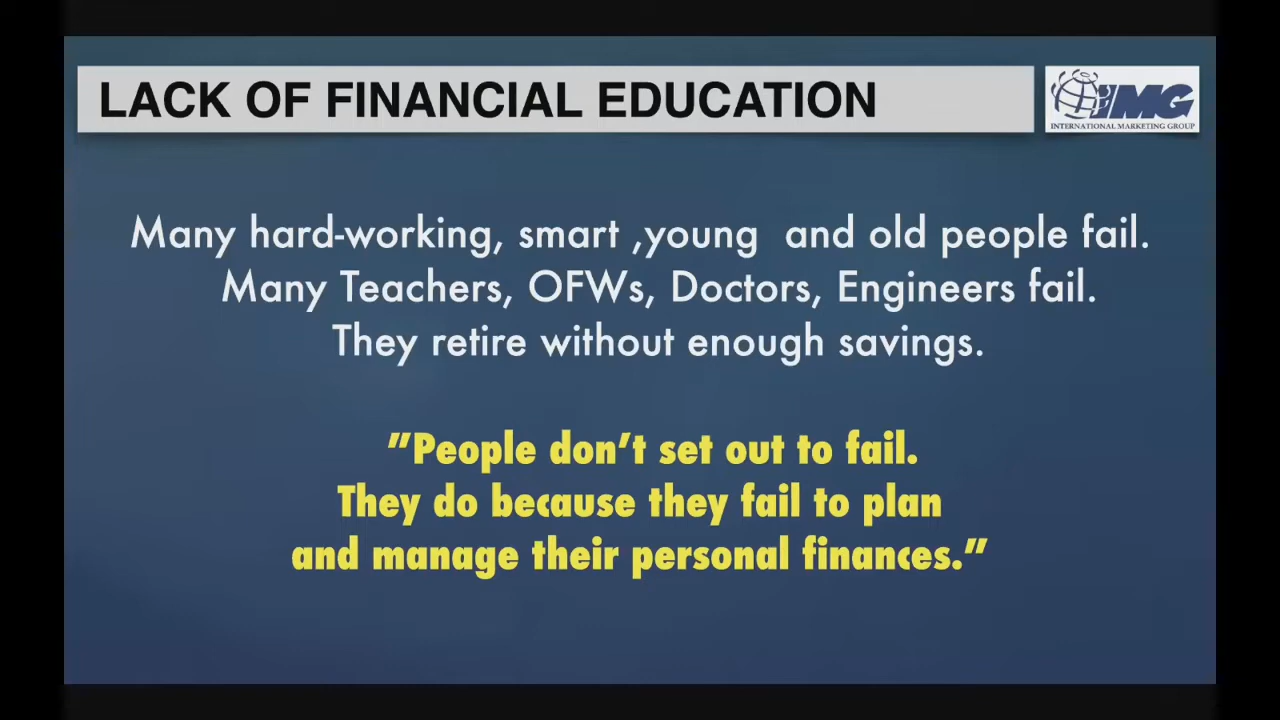 LACK OF FINANCIAL EDUCATION
IMG
INTERNATIONAL MARKETING GROUP
Many hard-working, smart ,young  and old people fail.
Many Teachers, OFWs, Doctors, Engineers fail.
They retire without enough savings.
”People don’t set out to fail.
They do because they fail to plan
and manage their personal finances.”